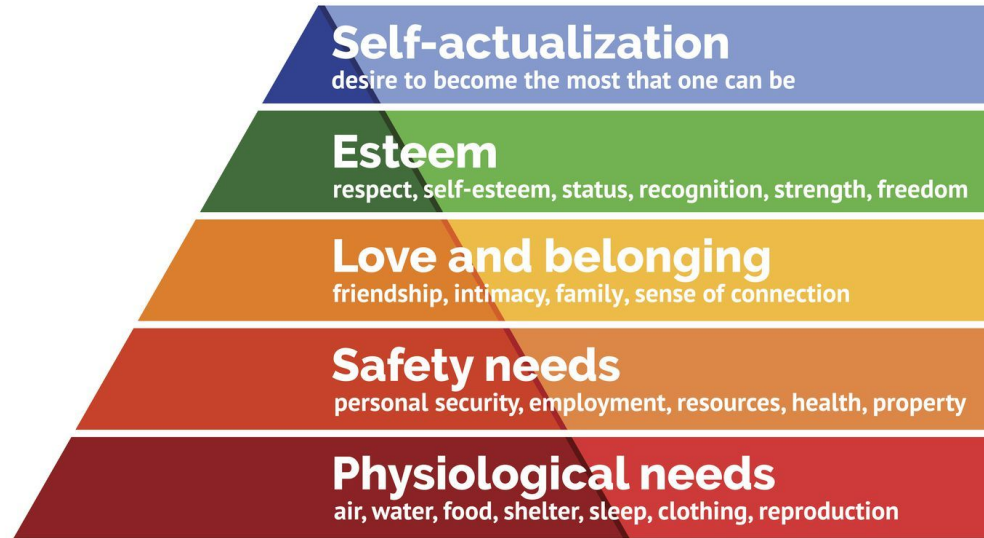 Self-actualization
desire to become the most that one can be
Esteem
respect, self-esteem, status, recognition, strength, freedom
Love and belonging
friendship, intimacy, family, sense of connection
Safety needs
personal security, employment, resources, health, property
Physiological needs
air, water, food, shelter, sleep, clothing, reproduction